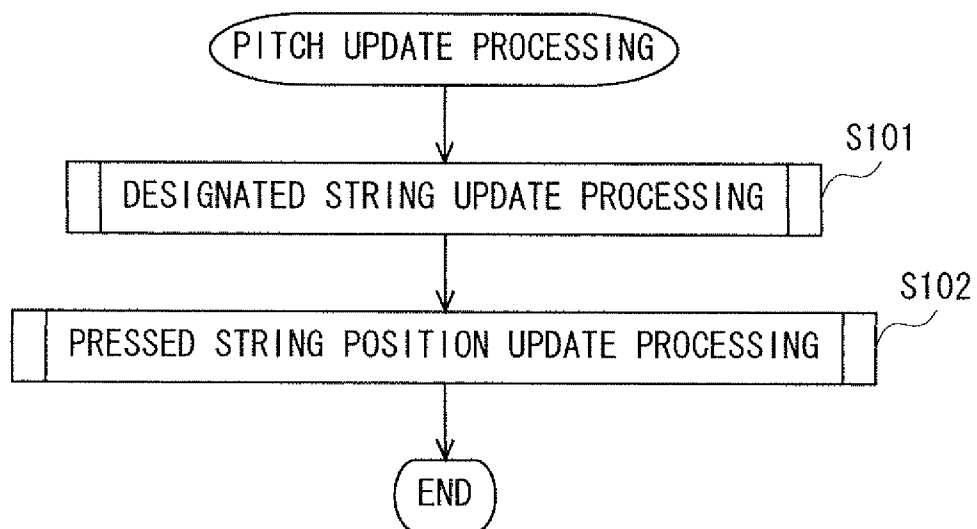 PITCH UPDATE PROCESSING
S101
DESIGNATED STRING UPDATE PROCESSING
S102
PRESSED STRING POSITION UPDATE PROCESSING
END